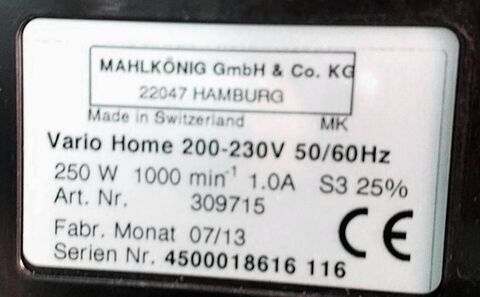 MAHLKÖNIG GmbH & Co. KG
22047 HAMBURG
Made in Switzerland MK
Vario Home 200-230V 50/60Hz
250 W 1000 min⁻¹ 1.0A S3 25%
Art. Nr. 309715
Fabr. Monat 07/13
CE
Serien Nr. 4500018616 116